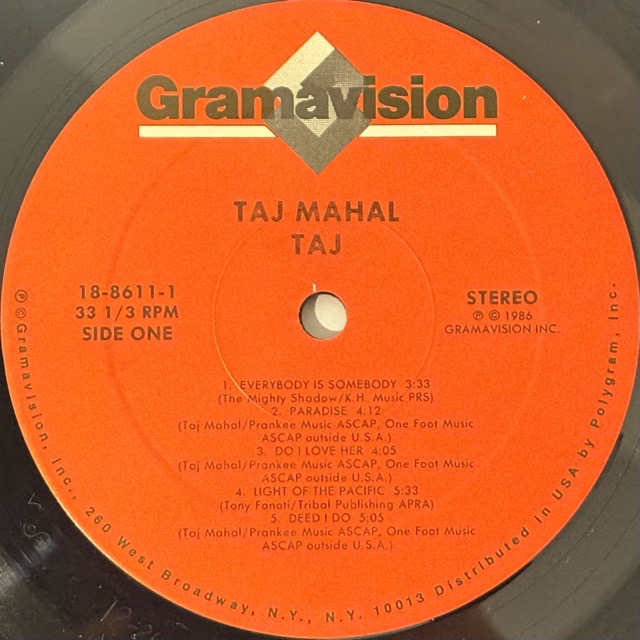 Gramavision
TAJ MAHAL
TAJ
18-8611-1
33 1/3 RPM
SIDE ONE
STEREO
℗ © 1986
GRAMAVISION INC.
1. EVERYBODY IS SOMEBODY 3:33
(The Mighty Shadow/K.H. Music PRS)
2. PARADISE 4:12
(Taj Mahal/Prankee Music ASCAP, One Foot Music
ASCAP outside U.S.A.)
3. DO I LOVE HER 4:05
(Taj Mahal/Prankee Music ASCAP, One Foot Music
ASCAP outside U.S.A.)
4. LIGHT OF THE PACIFIC 5:33
(Tony Fonoti/Tribal Publishing APRA)
5. DEED I DO 5:05
(Taj Mahal/Prankee Music ASCAP, One Foot Music
ASCAP outside U.S.A.)
℗ © Gramavision, Inc., 260 West Broadway, N.Y., N.Y. 10013 Distributed in USA by Polygram, Inc.